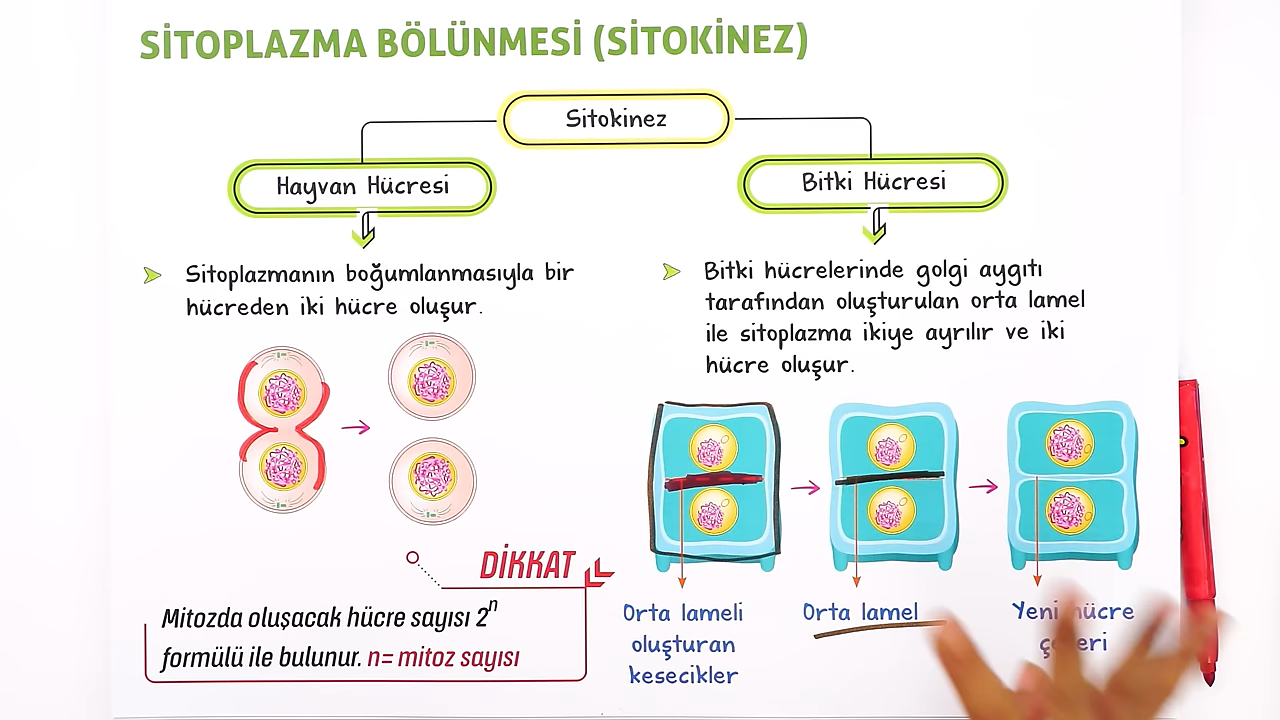 SİTOPLAZMA BÖLÜNMESİ (SİTOKİNEZ)
Sitokinez
Hayvan Hücresi
Bitki Hücresi
Sitoplazmanın boğumlanmasıyla bir
hücreden iki hücre oluşur.
Bitki hücrelerinde golgi aygıtı
tarafından oluşturulan orta lamel
ile sitoplazma ikiye ayrılır ve iki
hücre oluşur.
DİKKAT
Mitozda oluşacak hücre sayısı 2ⁿ
formülü ile bulunur. n= mitoz sayısı
Orta lameli
oluşturan
kesecikler
Orta lamel
Yeni hücre